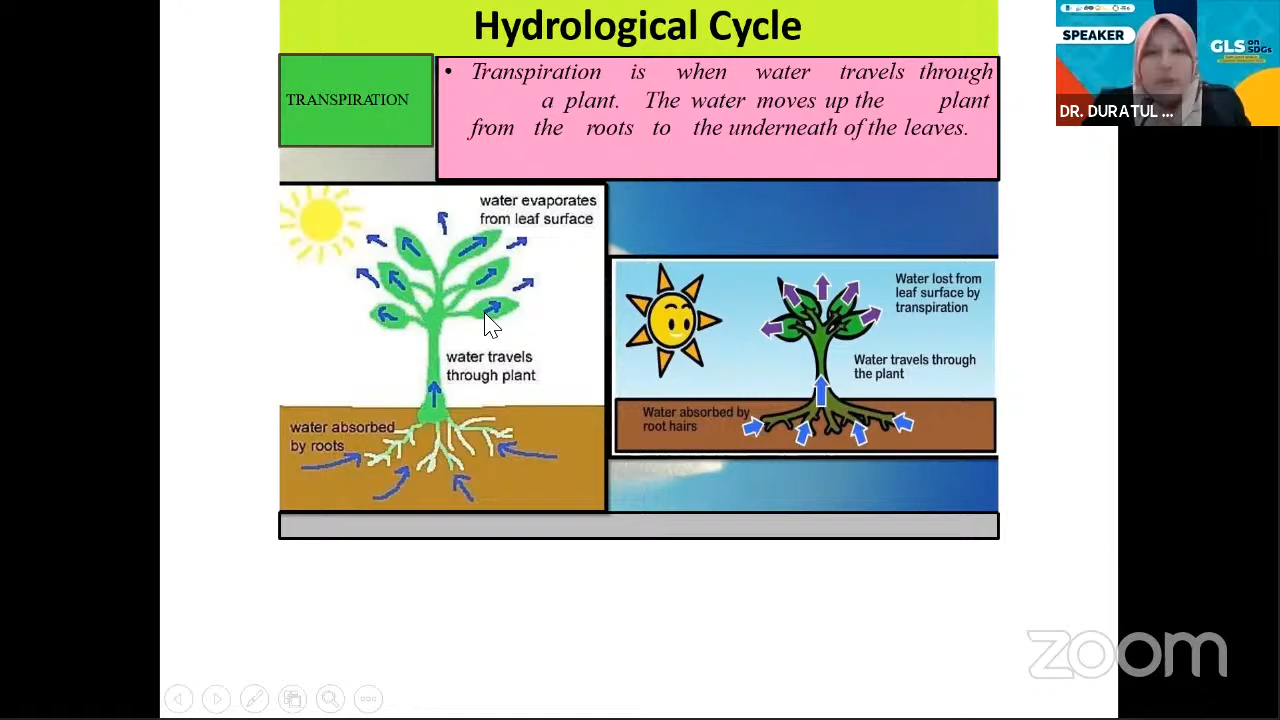 Hydrological Cycle
TRANSPIRATION
• Transpiration is when water travels through
a plant. The water moves up the plant
from the roots to the underneath of the leaves.
water evaporates
from leaf surface
water travels
through plant
water absorbed
by roots
Water lost from
leaf surface by
transpiration
Water travels through
the plant
Water absorbed by
root hairs
SPEAKER
GLS on
SDGs
DR. DURATUL ...
zoom